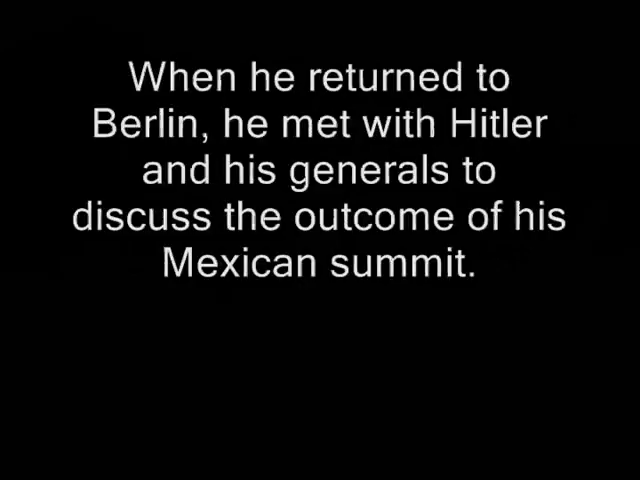 When he returned to
Berlin, he met with Hitler
and his generals to
discuss the outcome of his
Mexican summit.